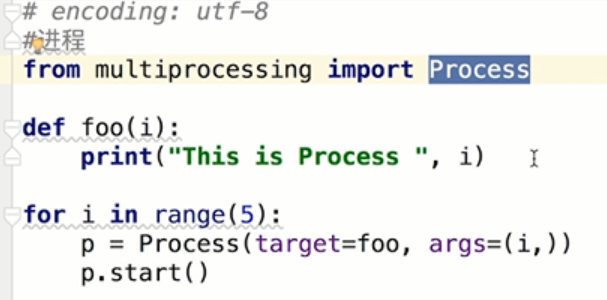 # encoding: utf-8
#进程
from multiprocessing import Process
def foo(i):
    print("This is Process ", i)
for i in range(5):
    p = Process(target=foo, args=(i,))
    p.start()